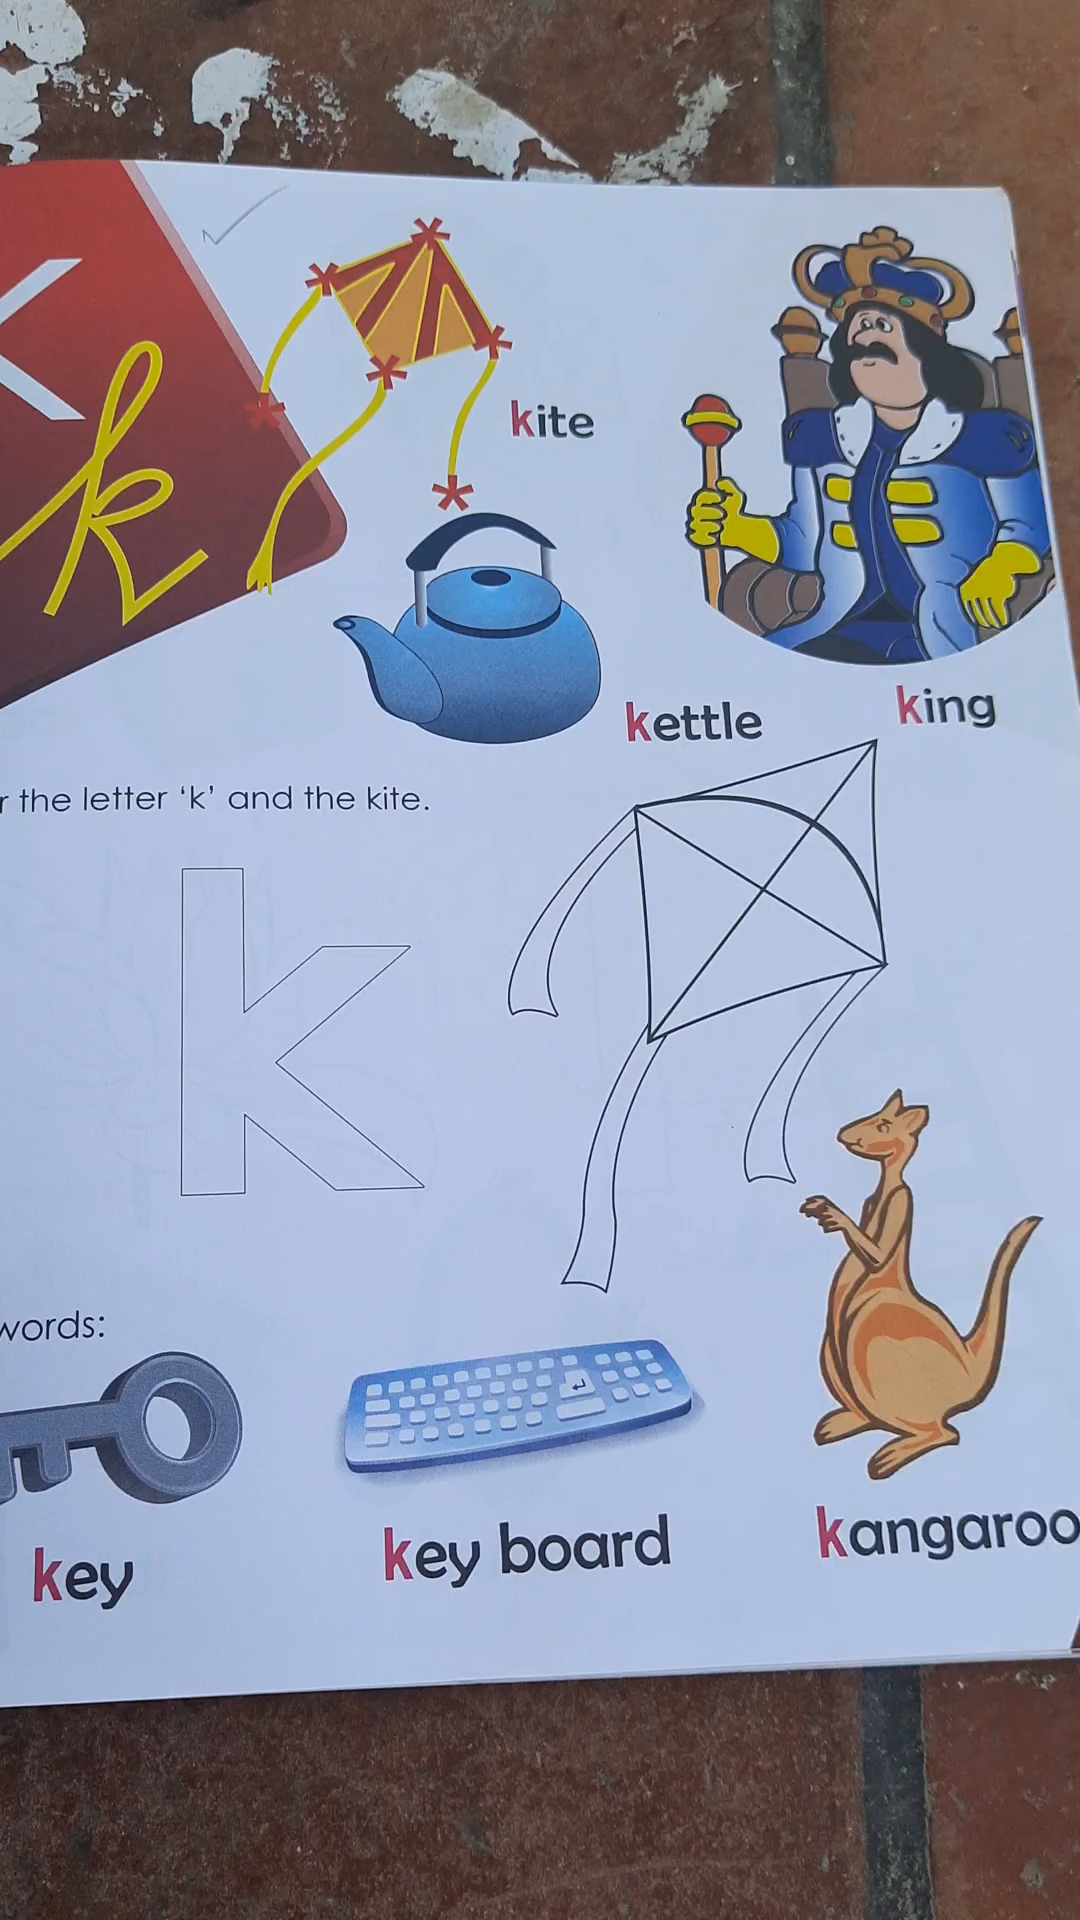 k
k
kite
kettle
king
the letter ‘k’ and the kite.
k
words:
key
key board
kangaroo